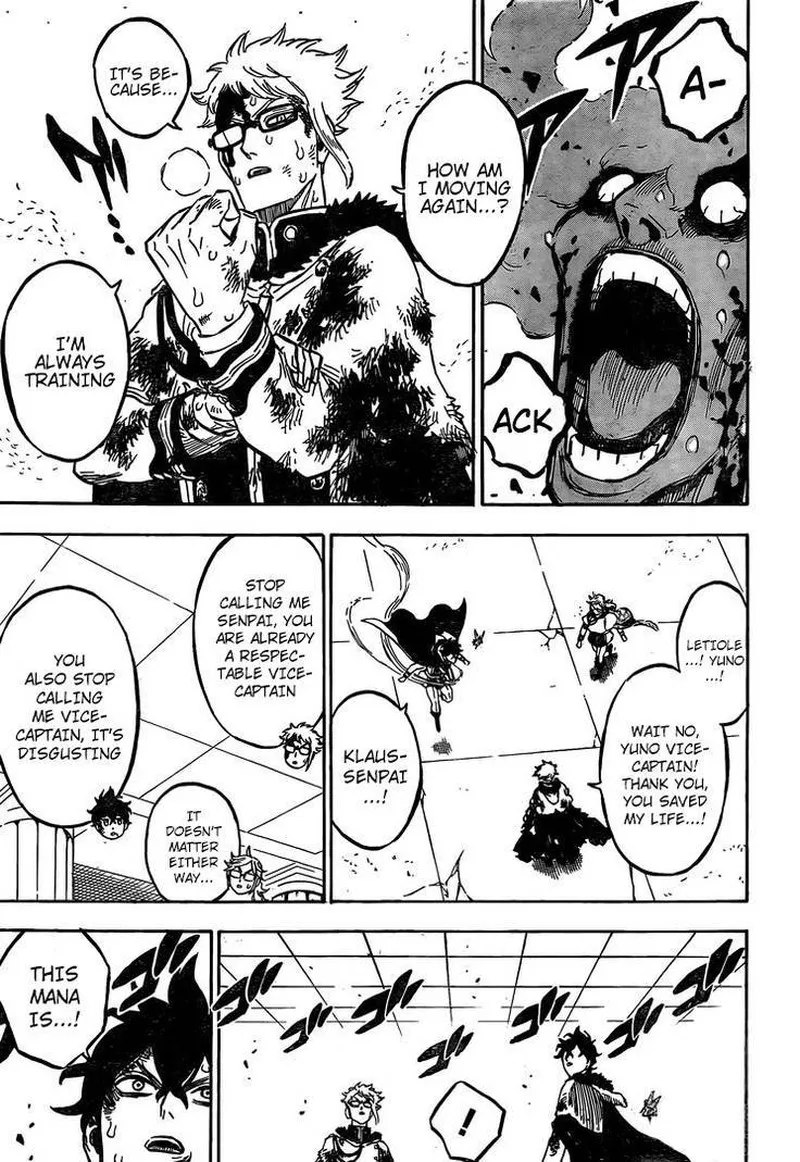 A-
ACK
HOW AM
I MOVING
AGAIN...?
IT'S BE-
CAUSE...
I'M
ALWAYS
TRAINING
LETIOLE
...! YUNO
...!
WAIT NO,
YUNO VICE-
CAPTAIN!
THANK YOU,
YOU SAVED
MY LIFE...!
KLAUS-
SENPAI
...!
STOP
CALLING ME
SENPAI, YOU
ARE ALREADY
A RESPEC-
TABLE VICE-
CAPTAIN
YOU
ALSO STOP
CALLING
ME VICE-
CAPTAIN, IT'S
DISGUSTING
IT
DOESN'T
MATTER
EITHER
WAY...
!
THIS
MANA
IS...!